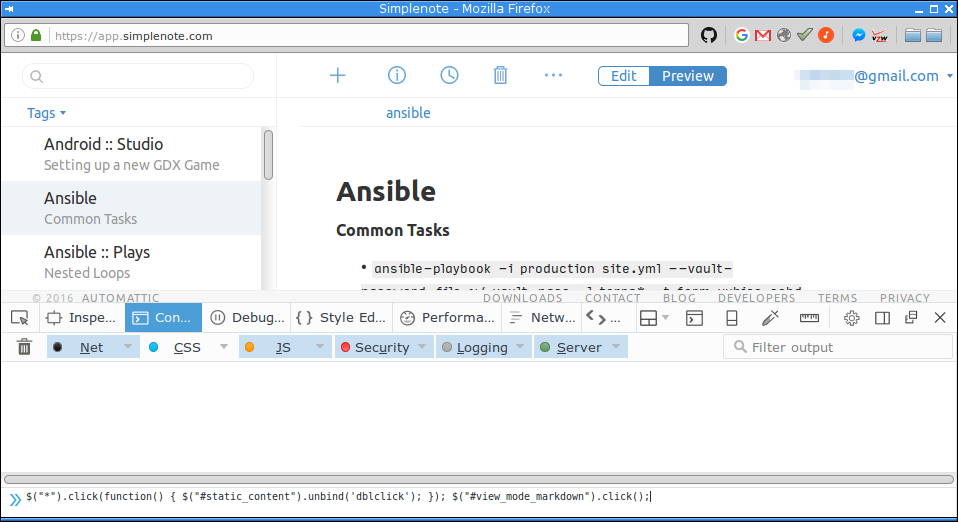 Simplenote - Mozilla Firefox
https://app.simplenote.com
Edit Preview @gmail.com
Tags
ansible
Android :: Studio
Setting up a new GDX Game
Ansible
Common Tasks
Ansible :: Plays
Nested Loops
Ansible
Common Tasks
• ansible-playbook -i production site.yml --vault-
© 2016 AUTOMATTIC DOWNLOADS CONTACT BLOG DEVELOPERS TERMS PRIVACY
Inspe... Con... Debug... Style Ed... Performa... Netw...
Net CSS JS Security Logging Server Filter output
$("*").click(function() { $("#static_content").unbind('dblclick'); }); $("#view_mode_markdown").click();